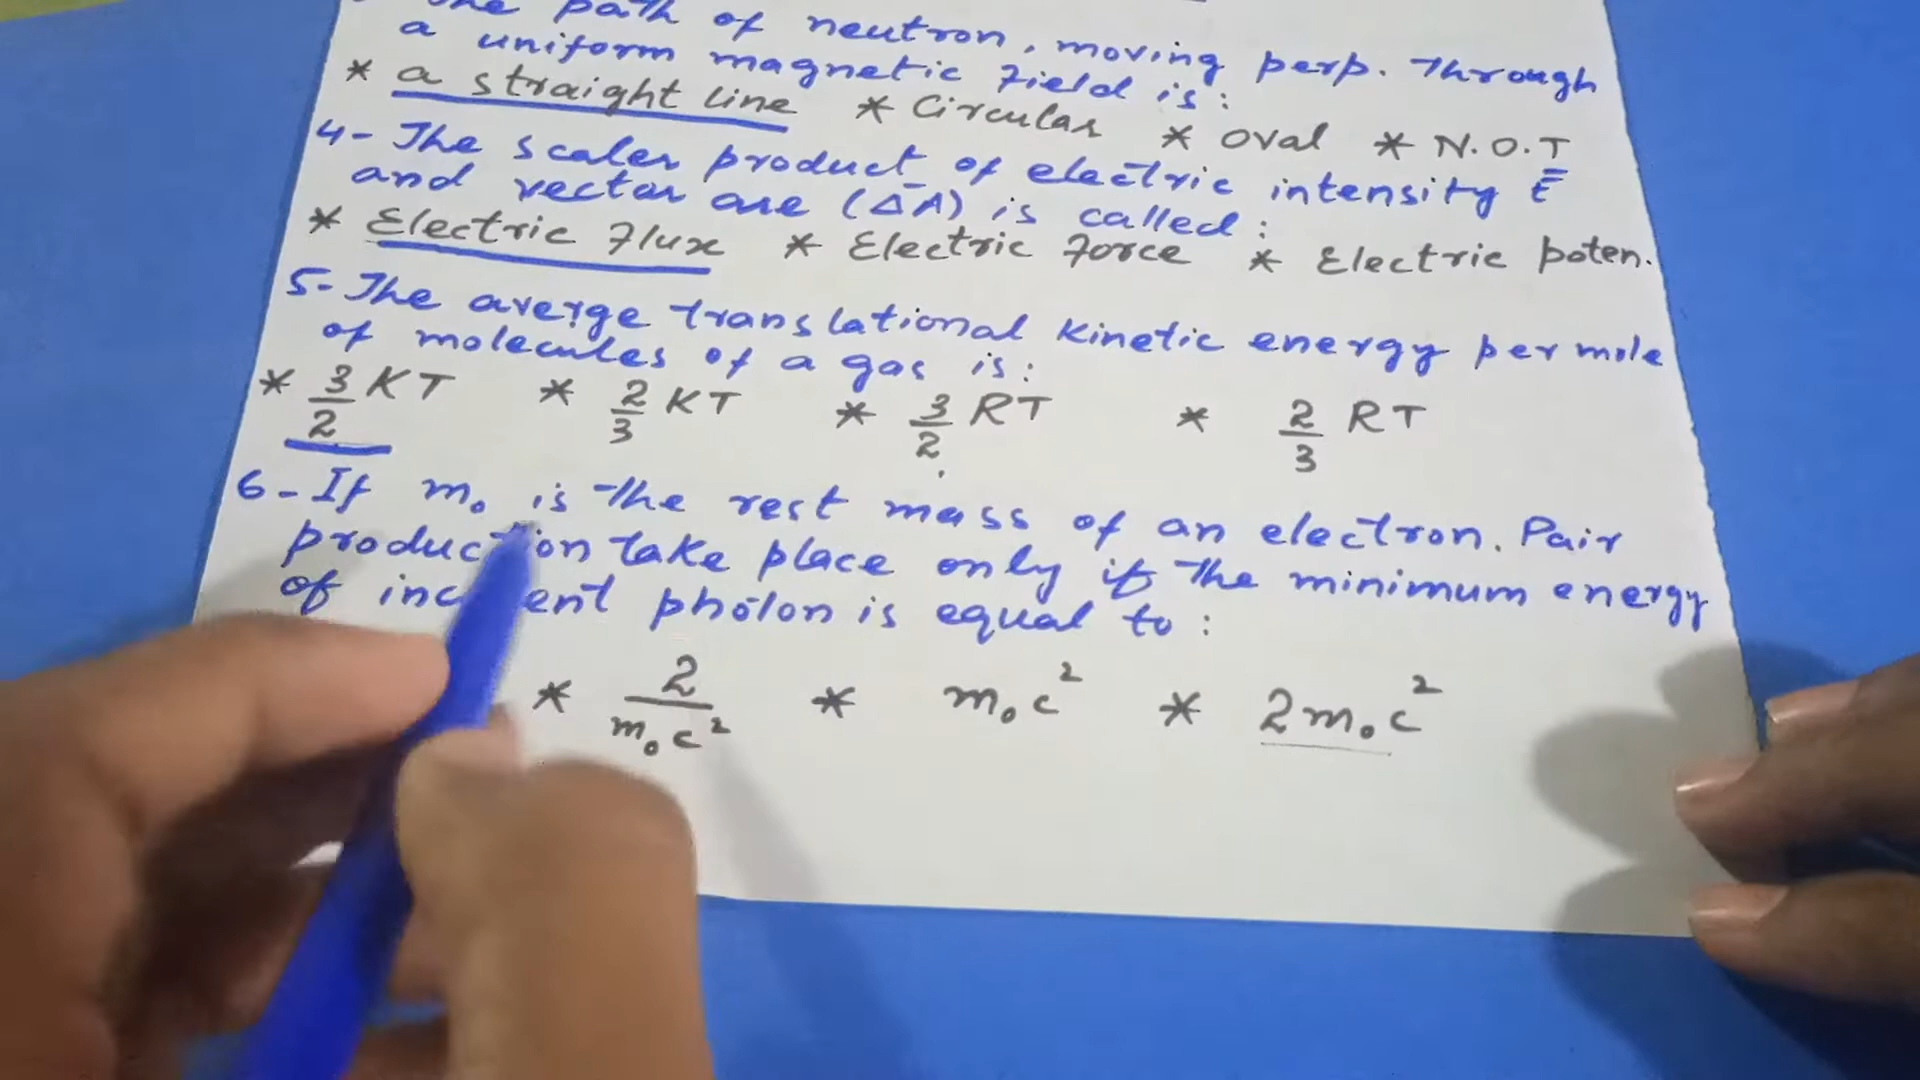 The path of neutron, moving perp. Through
a uniform magnetic field is:
* a straight line * Circular * oval * N.O.T
4- The scaler product of electric intensity E̅
and vector are (ΔA̅) is called:
* Electric Flux * Electric Force * Electric poten.
5- The averge translational kinetic energy per mole
of molecules of a gas is:
* 3/2 KT * 2/3 KT * 3/2 RT * 2/3 RT
6- If m₀ is the rest mass of an electron. Pair
production take place only if the minimum energy
of photon is equal to:
* 2/m₀c² * m₀c² * 2m₀c²